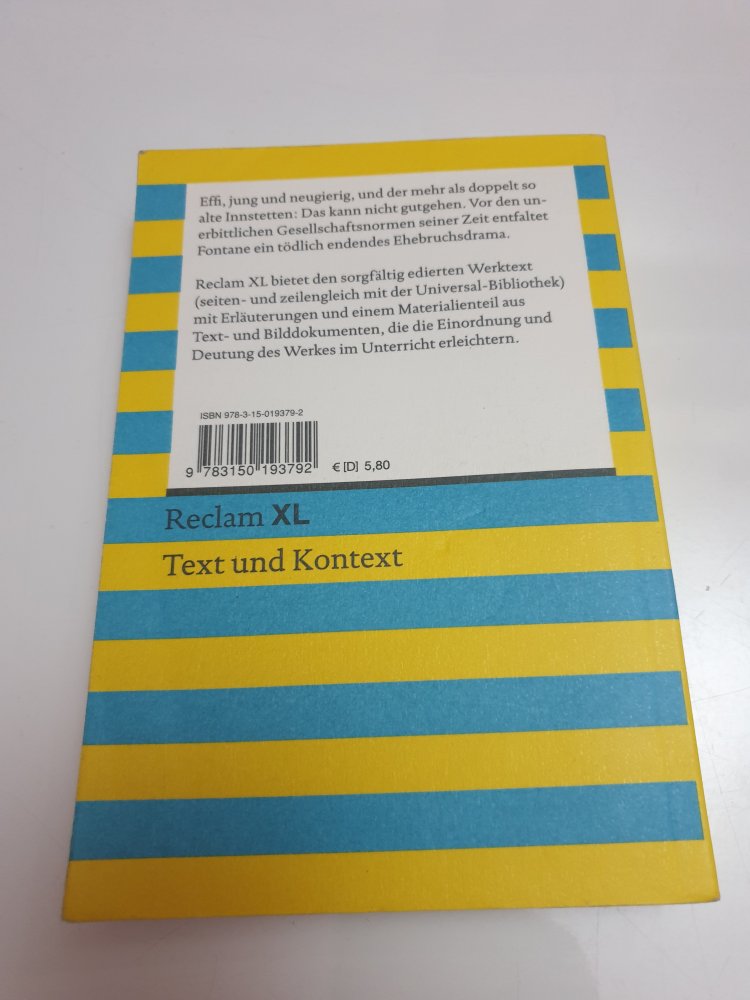 Effi, jung und neugierig, und der mehr als doppelt so
alte Innstetten: Das kann nicht gutgehen. Vor den un-
erbittlichen Gesellschaftsnormen seiner Zeit entfaltet
Fontane ein tödlich endendes Ehebruchsdrama.
Reclam XL bietet den sorgfältig edierten Werktext
(seiten- und zeilengleich mit der Universal-Bibliothek)
mit Erläuterungen und einem Materialienteil aus
Text- und Bilddokumenten, die die Einordnung und
Deutung des Werkes im Unterricht erleichtern.
ISBN 978-3-15-019379-2
9 783150 193792 € [D] 5,80
Reclam XL
Text und Kontext